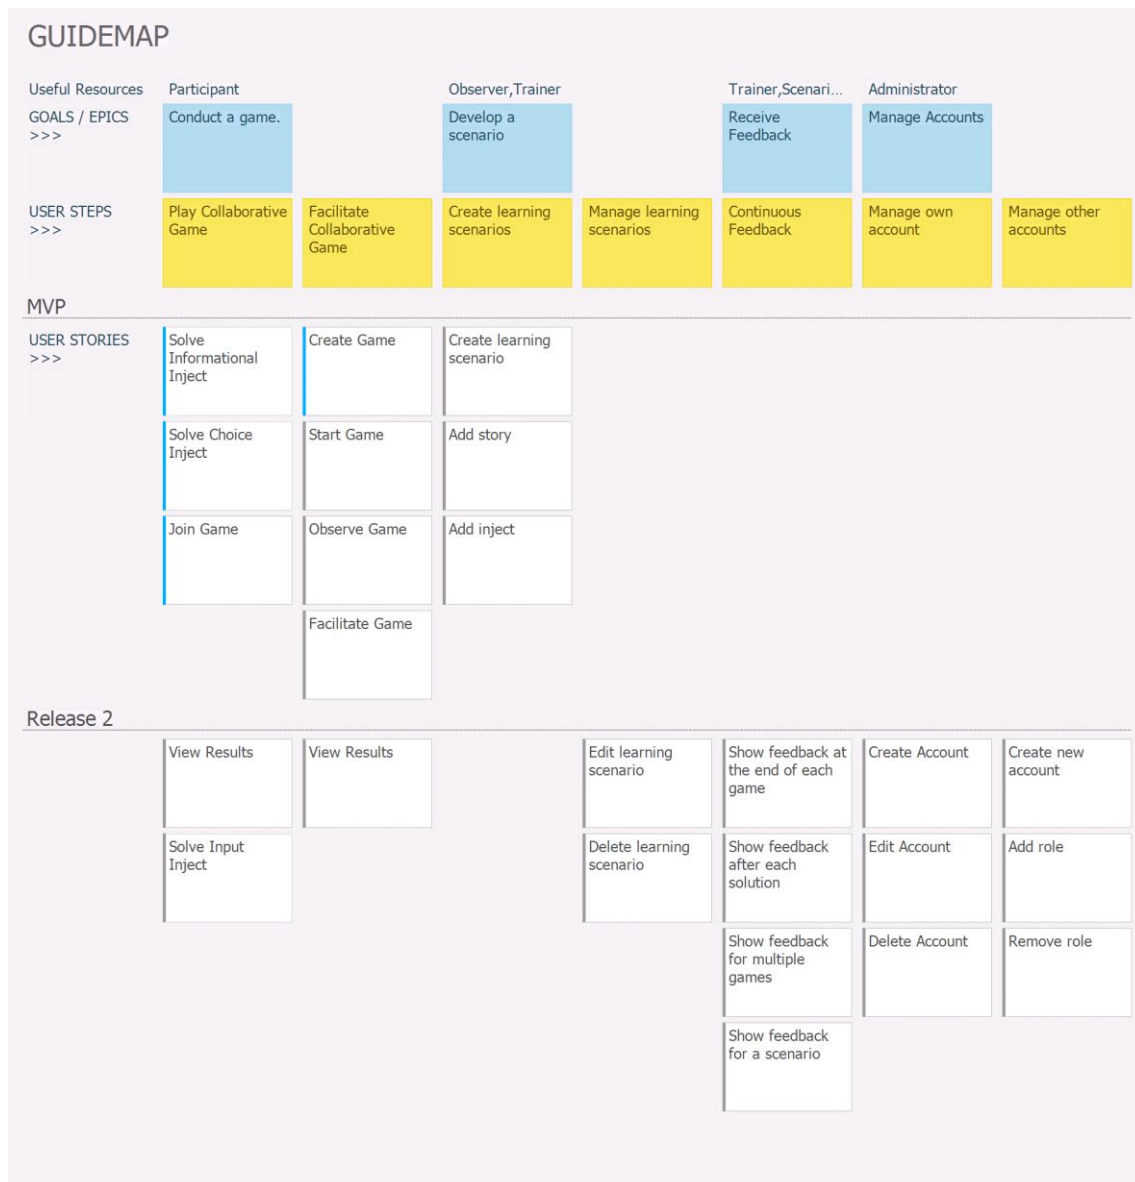 GUIDEMAP
Useful Resources
Participant
Observer,Trainer
Trainer,Scenari...
Administrator
GOALS / EPICS
>>>
Conduct a game.
Develop a
scenario
Receive
Feedback
Manage Accounts
USER STEPS
>>>
Play Collaborative
Game
Facilitate
Collaborative
Game
Create learning
scenarios
Manage learning
scenarios
Continuous
Feedback
Manage own
account
Manage other
accounts
MVP
USER STORIES
>>>
Solve
Informational
Inject
Create Game
Create learning
scenario
Solve Choice
Inject
Start Game
Add story
Join Game
Observe Game
Add inject
Facilitate Game
Release 2
View Results
View Results
Edit learning
scenario
Show feedback at
the end of each
game
Create Account
Create new
account
Solve Input
Inject
Delete learning
scenario
Show feedback
after each
solution
Edit Account
Add role
Show feedback
for multiple
games
Delete Account
Remove role
Show feedback
for a scenario